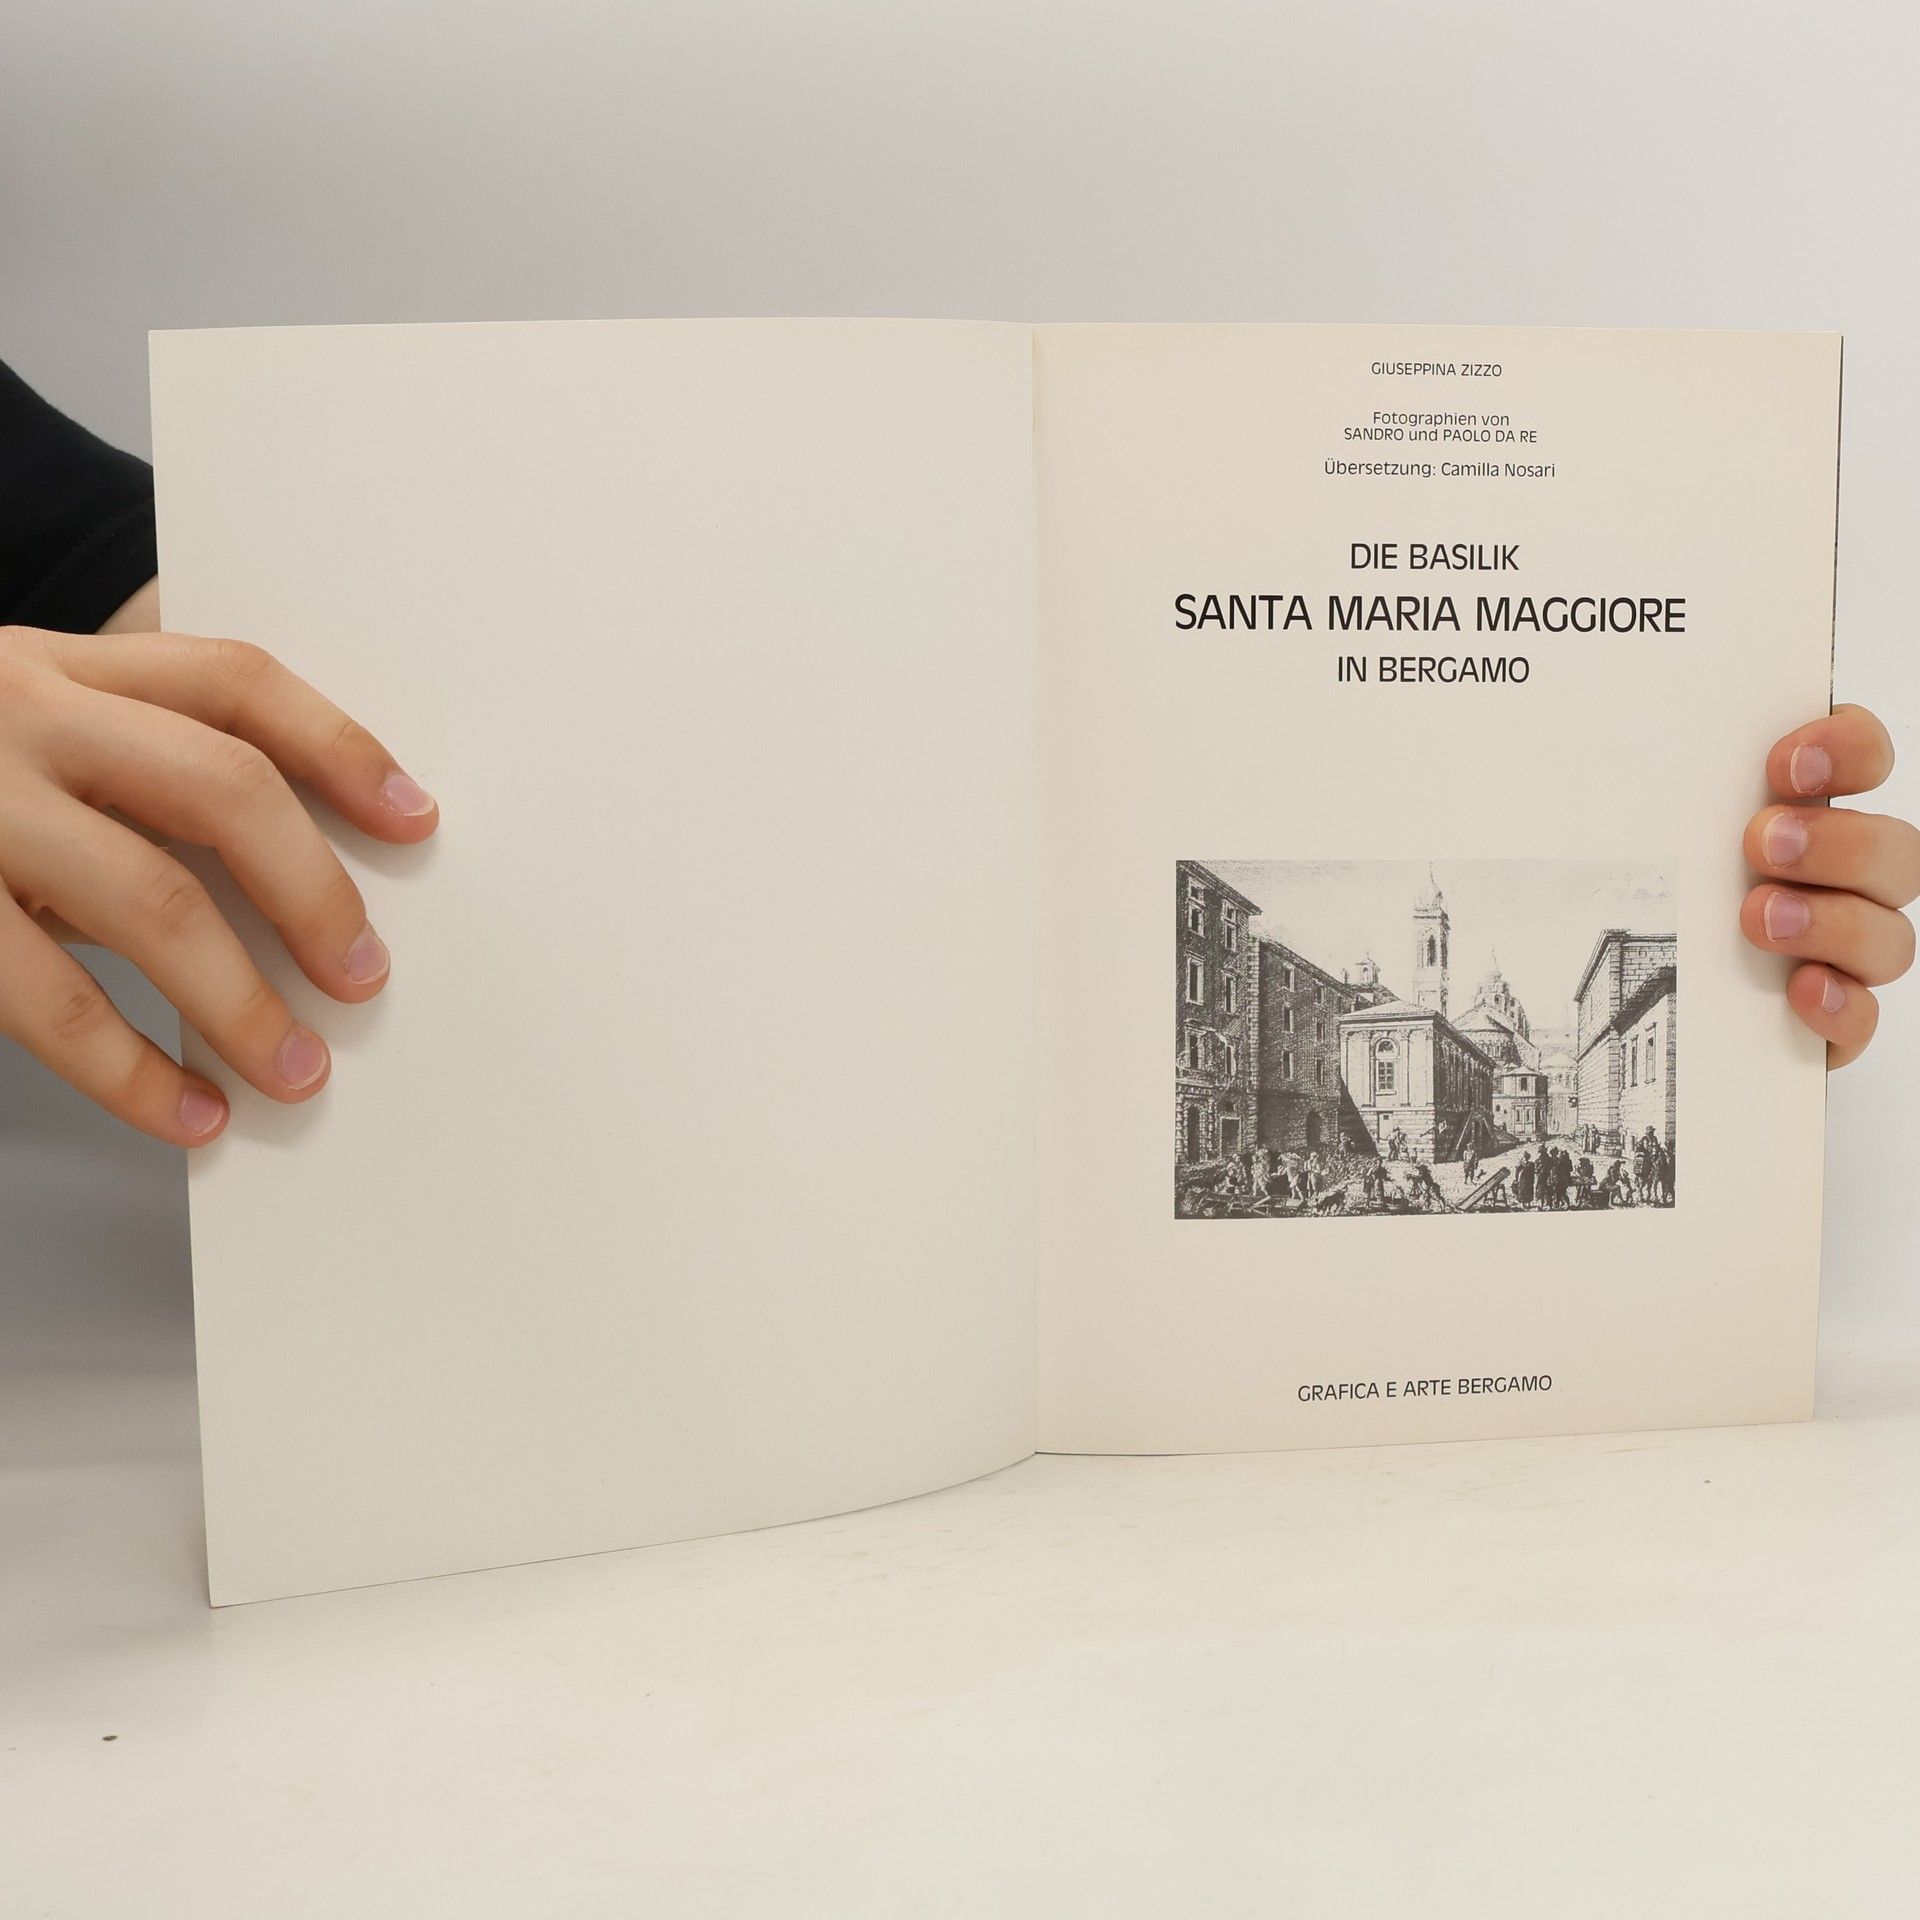 GIUSEPPINA ZIZZO
Fotographien von
SANDRO und PAOLO DA RE
Übersetzung: Camilla Nosari
DIE BASILIK
SANTA MARIA MAGGIORE
IN BERGAMO
GRAFICA E ARTE BERGAMO